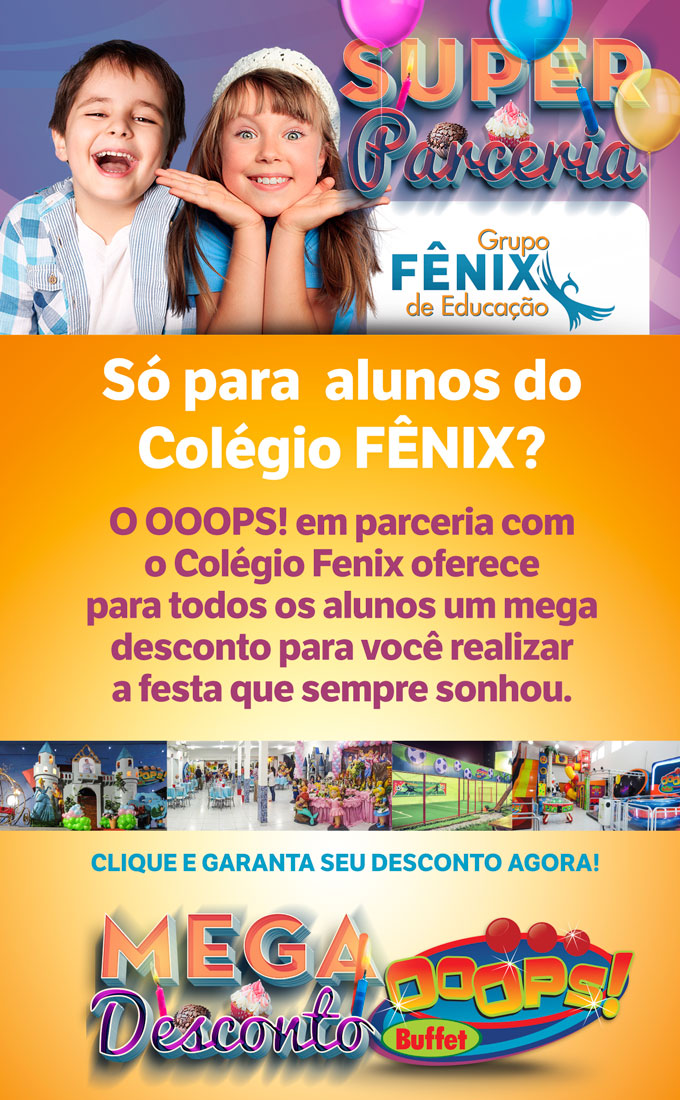 SUPER
Parceria
Grupo
FÊNIX
de Educação
Só para alunos do
Colégio FÊNIX?
O OOOPS! em parceria com
o Colégio Fenix oferece
para todos os alunos um mega
desconto para você realizar
a festa que sempre sonhou.
CLIQUE E GARANTA SEU DESCONTO AGORA!
MEGA
Desconto
OOOPS!
Buffet